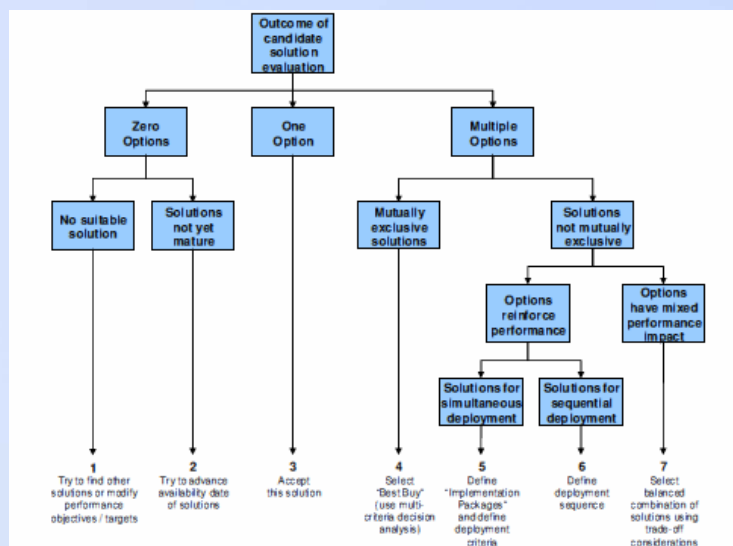 Outcome of
candidate
solution
evaluation
Zero
Options
One
Option
Multiple
Options
No suitable
solution
Solutions
not yet
mature
Mutually
exclusive
solutions
Solutions
not mutually
exclusive
Options
reinforce
performance
Options
have mixed
performance
impact
Solutions for
simultaneous
deployment
Solutions for
sequential
deployment
1
Try to find other
solutions or modify
performance
objectives / targets
2
Try to advance
availability date
of solutions
3
Accept
this solution
4
Select
"Best Buy"
(use multi-
criteria decision
analysis)
5
Define
"Implementation
Packages"
and define
deployment
criteria
6
Define
deployment
sequence
7
Select
balanced
combination of
solutions using
trade-off
considerations